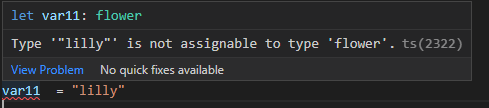 let var11: flower
Type '"lilly"' is not assignable to type 'flower'. ts(2322)
View Problem No quick fixes available
var11 = "lilly"